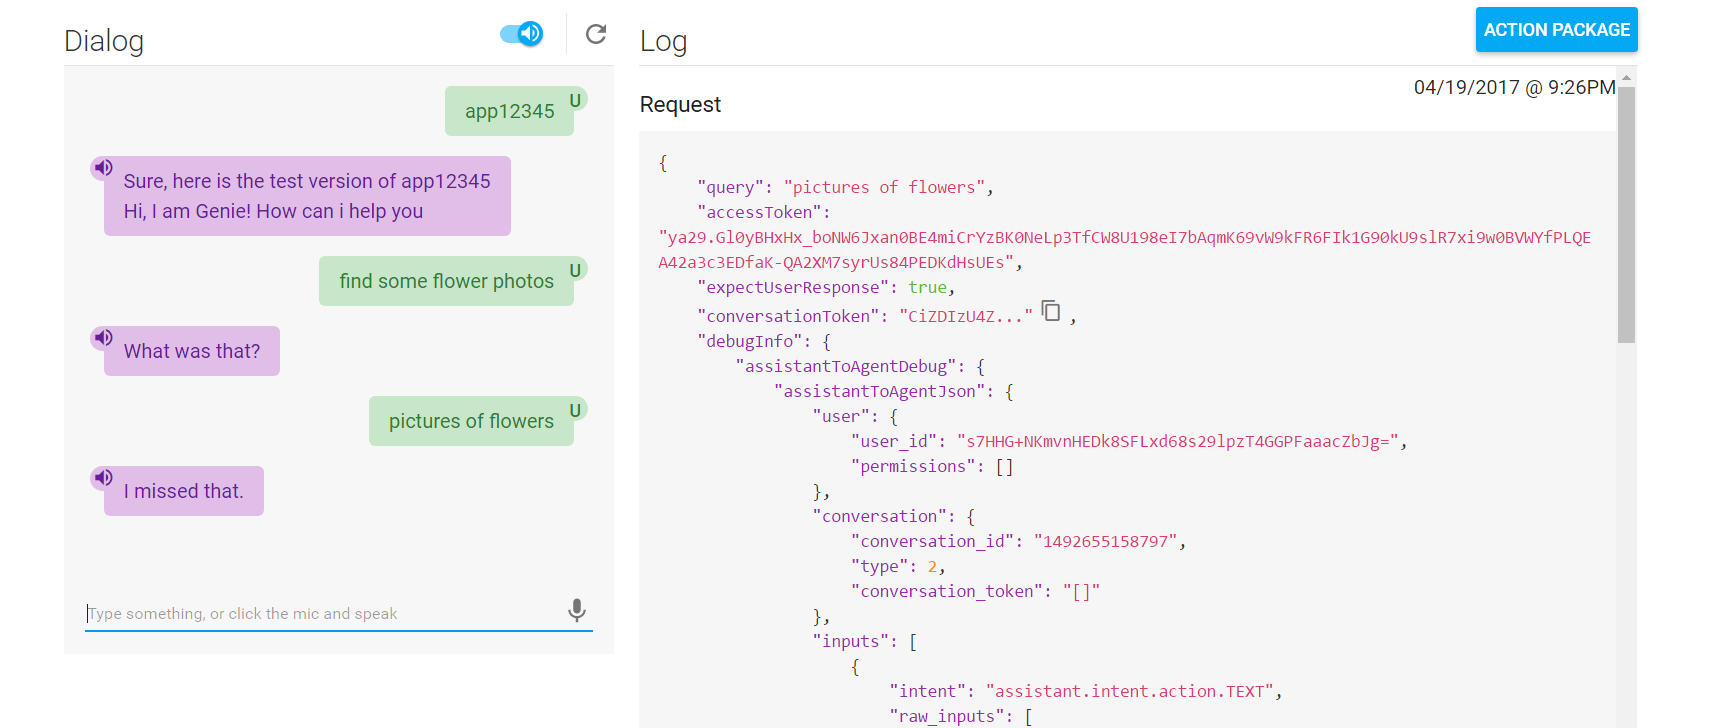 Dialog
app12345
U
Sure, here is the test version of app12345
Hi, I am Genie! How can i help you
find some flower photos
U
What was that?
pictures of flowers
U
I missed that.
Type something, or click the mic and speak
Log
ACTION PACKAGE
04/19/2017 @ 9:26PM
Request
{
"query": "pictures of flowers",
"accessToken":
"ya29.Gl0yBHxHx_boNW6Jxan0BE4miCrYzBK0NeLp3TfCW8U198eI7bAqmK69vW9kFR6FIk1G90kU9slR7xi9w0BVWYfPLQE
A42a3c3EDfaK-QA2XM7syrUs84PEDKdHsUEs",
"expectUserResponse": true,
"conversationToken": "CiZDIzU4Z..." ,
"debugInfo": {
"assistantToAgentDebug": {
"assistantToAgentJson": {
"user": {
"user_id": "s7HHG+NKmvnHEDk8SFLxd68s29lpzT4GGPFaaacZbJg=",
"permissions": []
},
"conversation": {
"conversation_id": "1492655158797",
"type": 2,
"conversation_token": "[]"
},
"inputs": [
{
"intent": "assistant.intent.action.TEXT",
"raw_inputs": [